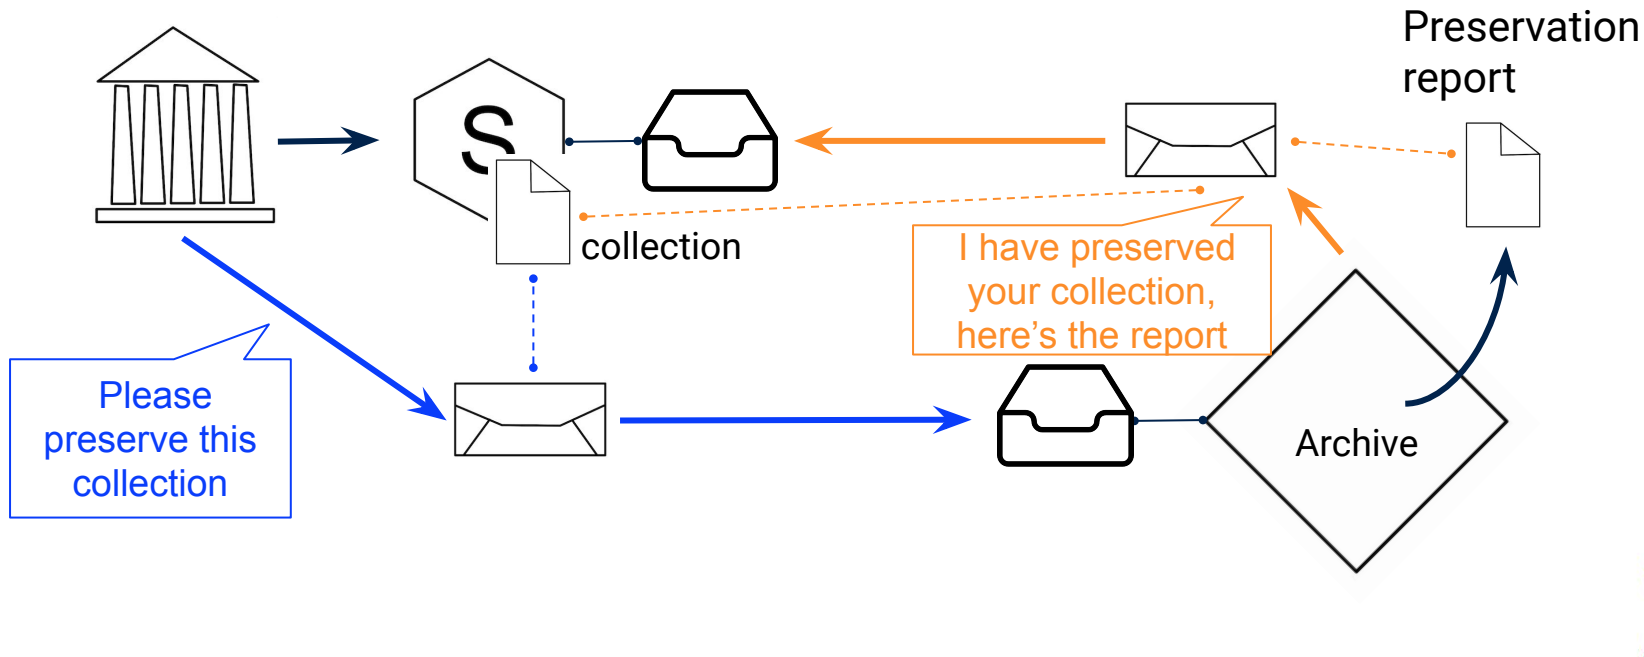 Preservation
report
S
collection
I have preserved
your collection,
here’s the report
Please
preserve this
collection
Archive